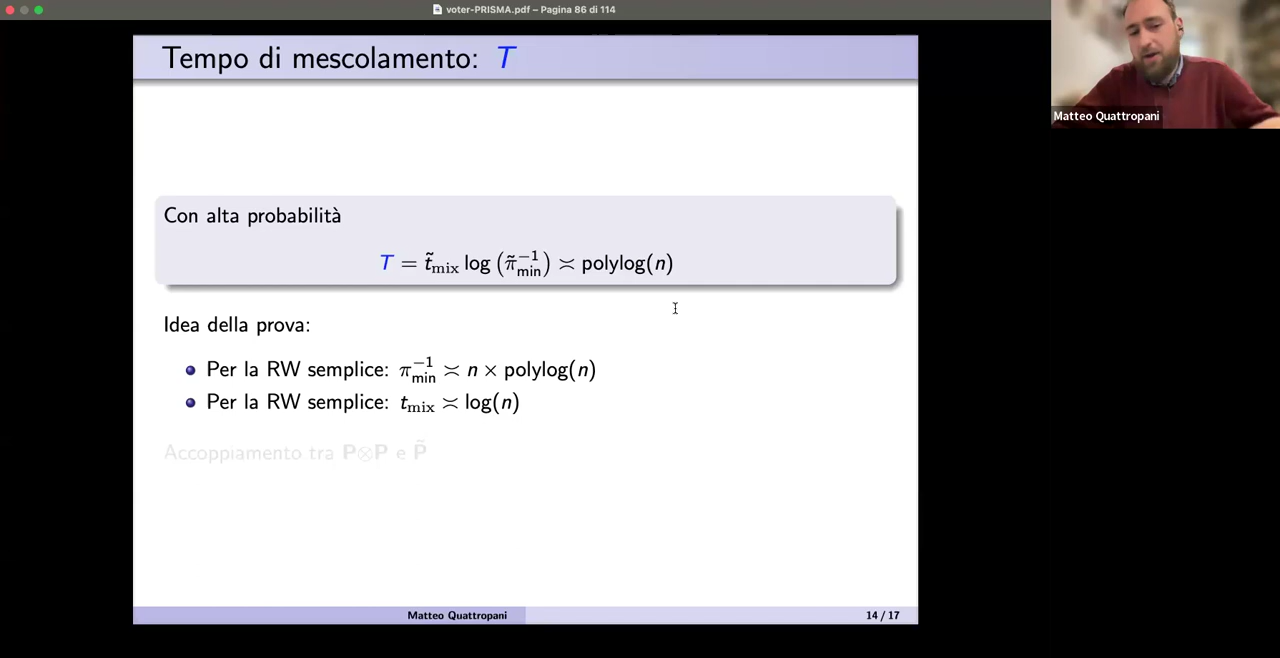 voter-PRISMA.pdf – Pagina 86 di 114
Matteo Quattropani
Tempo di mescolamento: T
Con alta probabilità
T = t̃_mix log (π̃_min^{-1}) ≍ polylog(n)
Idea della prova:
Per la RW semplice: π_min^{-1} ≍ n × polylog(n)
Per la RW semplice: t_mix ≍ log(n)
Accoppiamento tra P⊗P e P̃
Matteo Quattropani
14 / 17